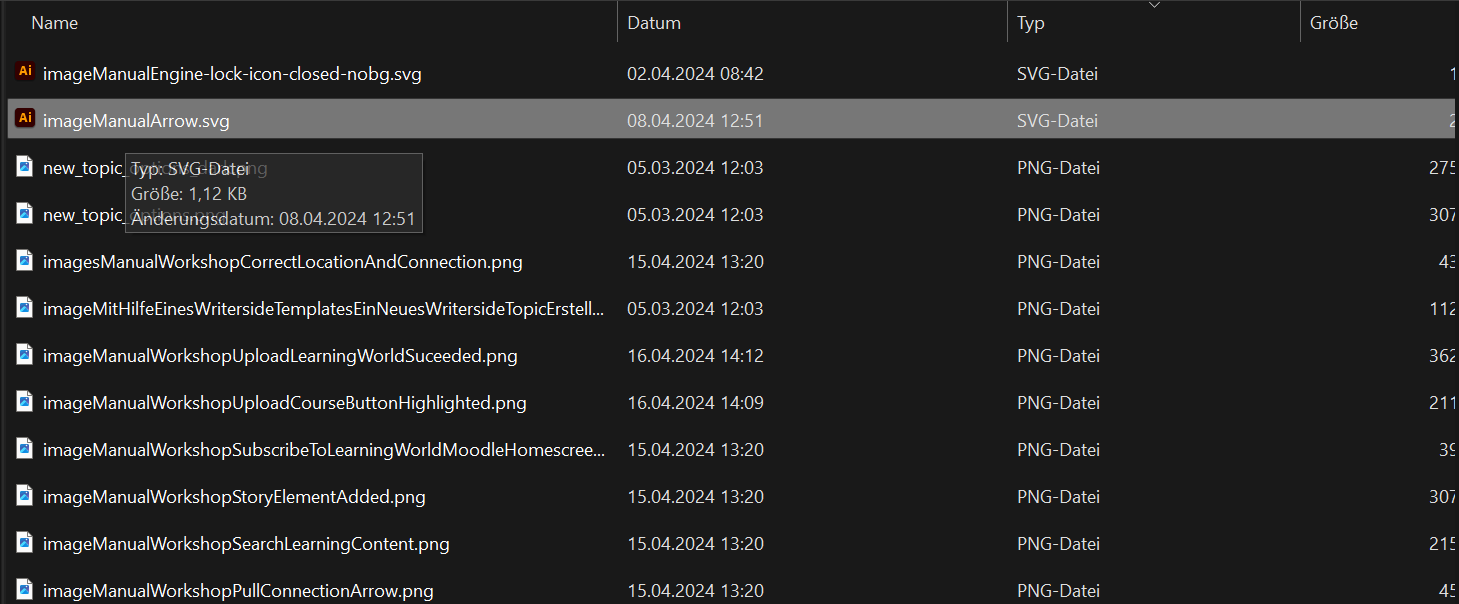 Name Datum Typ Größe
Ai imageManualEngine-lock-icon-closed-nobg.svg 02.04.2024 08:42 SVG-Datei 1
Ai imageManualArrow.svg 08.04.2024 12:51 SVG-Datei 2
new_topic_ 05.03.2024 12:03 PNG-Datei 275
Typ: SVG-Datei
Größe: 1,12 KB
new_topic_options.png 05.03.2024 12:03 PNG-Datei 307
Änderungsdatum: 08.04.2024 12:51
imagesManualWorkshopCorrectLocationAndConnection.png 15.04.2024 13:20 PNG-Datei 43
imageMitHilfeEinesWritersideTemplatesEinNeuesWritersideTopicErstell... 05.03.2024 12:03 PNG-Datei 112
imageManualWorkshopUploadLearningWorldSuceeded.png 16.04.2024 14:12 PNG-Datei 362
imageManualWorkshopUploadCourseButtonHighlighted.png 16.04.2024 14:09 PNG-Datei 211
imageManualWorkshopSubscribeToLearningWorldMoodleHomescree... 15.04.2024 13:20 PNG-Datei 39
imageManualWorkshopStoryElementAdded.png 15.04.2024 13:20 PNG-Datei 307
imageManualWorkshopSearchLearningContent.png 15.04.2024 13:20 PNG-Datei 215
imageManualWorkshopPullConnectionArrow.png 15.04.2024 13:20 PNG-Datei 45